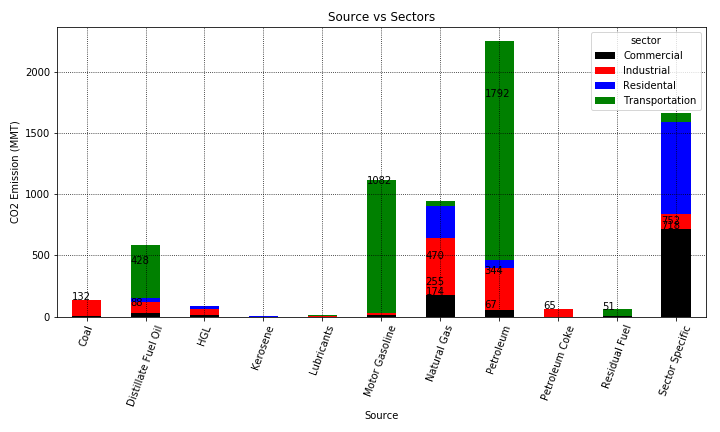 Source vs Sectors
sector
Commercial
Industrial
Residental
Transportation
CO2 Emission (MMT)
2000
1500
1000
500
0
1792
1082
428
470
255
174
344
67
132
65
51
Coal
Distillate Fuel Oil
HGL
Kerosene
Lubricants
Motor Gasoline
Natural Gas
Petroleum
Petroleum Coke
Residual Fuel
Sector Specific
Source